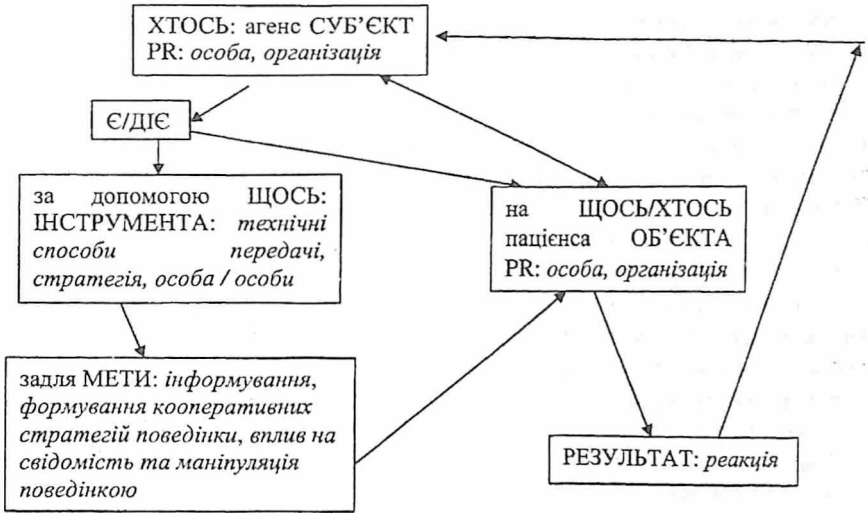 ХТОСЬ: агенс СУБ’ЄКТ
PR: особа, організація
Є/ДІЄ
за допомогою ЩОСЬ:
ІНСТРУМЕНТА: технічні
способи передачі,
стратегія, особа / особи
на ЩОСЬ/ХТОСЬ
пацієнса ОБ’ЄКТА
PR: особа, організація
задля МЕТИ: інформування,
формування кооперативних
стратегій поведінки, вплив на
свідомість та маніпуляція
поведінкою
РЕЗУЛЬТАТ: реакція